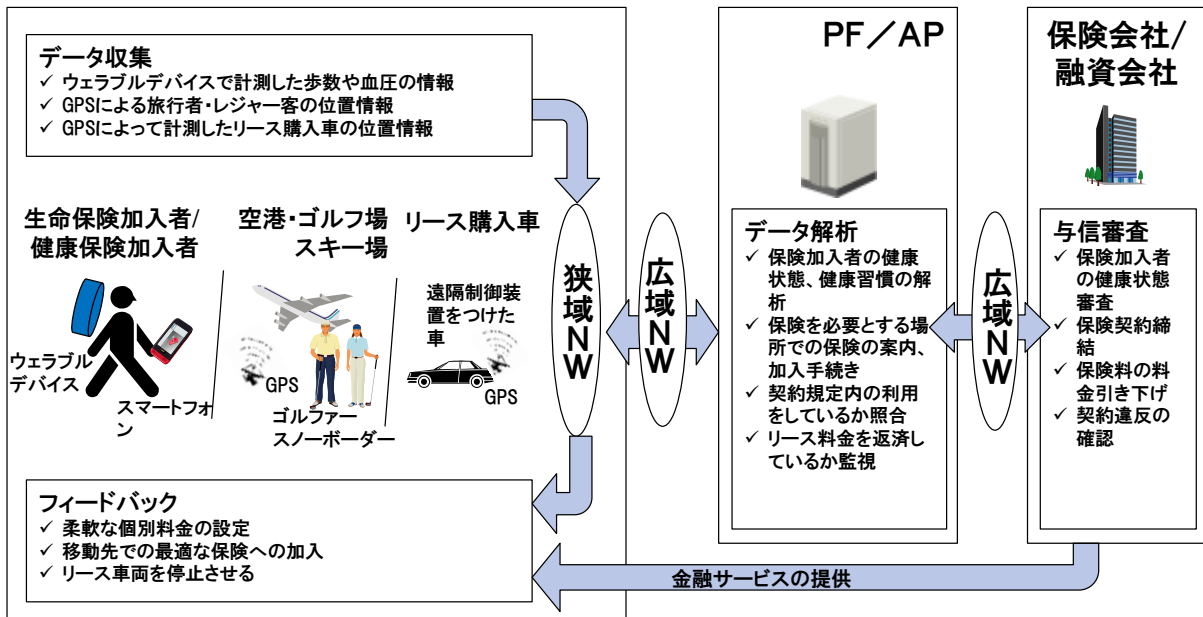 データ収集
✓ ウェラブルデバイスで計測した歩数や血圧の情報
✓ GPSによる旅行者・レジャー客の位置情報
✓ GPSによって計測したリース購入車の位置情報
生命保険加入者/
健康保険加入者
ウェラブル
デバイス
スマートフォ
ン
空港・ゴルフ場
スキー場
GPS
ゴルファー
スノーボーダー
リース購入車
遠隔制御装
置をつけた
車
GPS
狭域NW
広域NW
フィードバック
✓ 柔軟な個別料金の設定
✓ 移動先での最適な保険への加入
✓ リース車両を停止させる
PF/AP
データ解析
✓ 保険加入者の健康
状態、健康習慣の解
析
✓ 保険を必要とする場
所での保険の案内、
加入手続き
✓ 契約規定内の利用
をしているか照合
✓ リース料金を返済し
ているか監視
広域NW
保険会社/
融資会社
与信審査
✓ 保険加入者
の健康状態
審査
✓ 保険契約締
結
✓ 保険料の料
金引き下げ
✓ 契約違反の
確認
金融サービスの提供